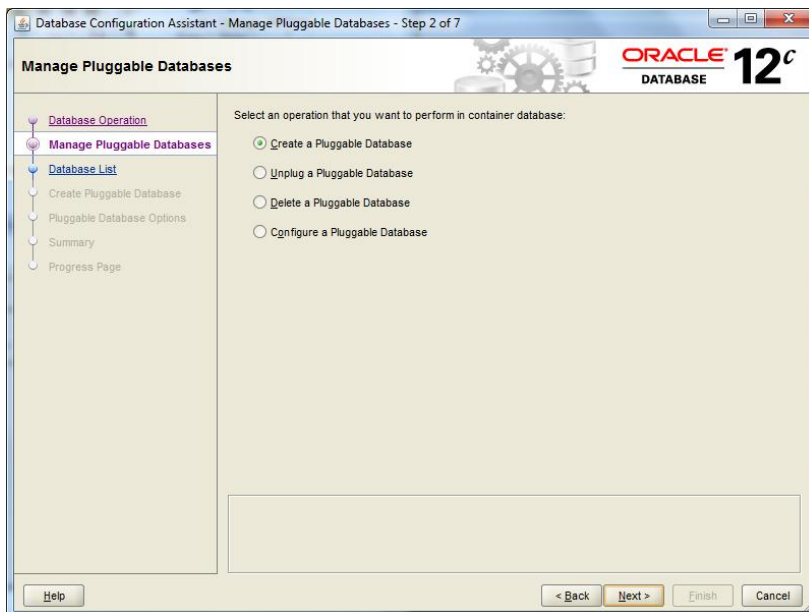 Database Configuration Assistant - Manage Pluggable Databases - Step 2 of 7
Manage Pluggable Databases
ORACLE
DATABASE
12c
Database Operation
Manage Pluggable Databases
Database List
Create Pluggable Database
Pluggable Database Options
Summary
Progress Page
Select an operation that you want to perform in container database:
Create a Pluggable Database
Unplug a Pluggable Database
Delete a Pluggable Database
Configure a Pluggable Database
Help
< Back
Next >
Finish
Cancel